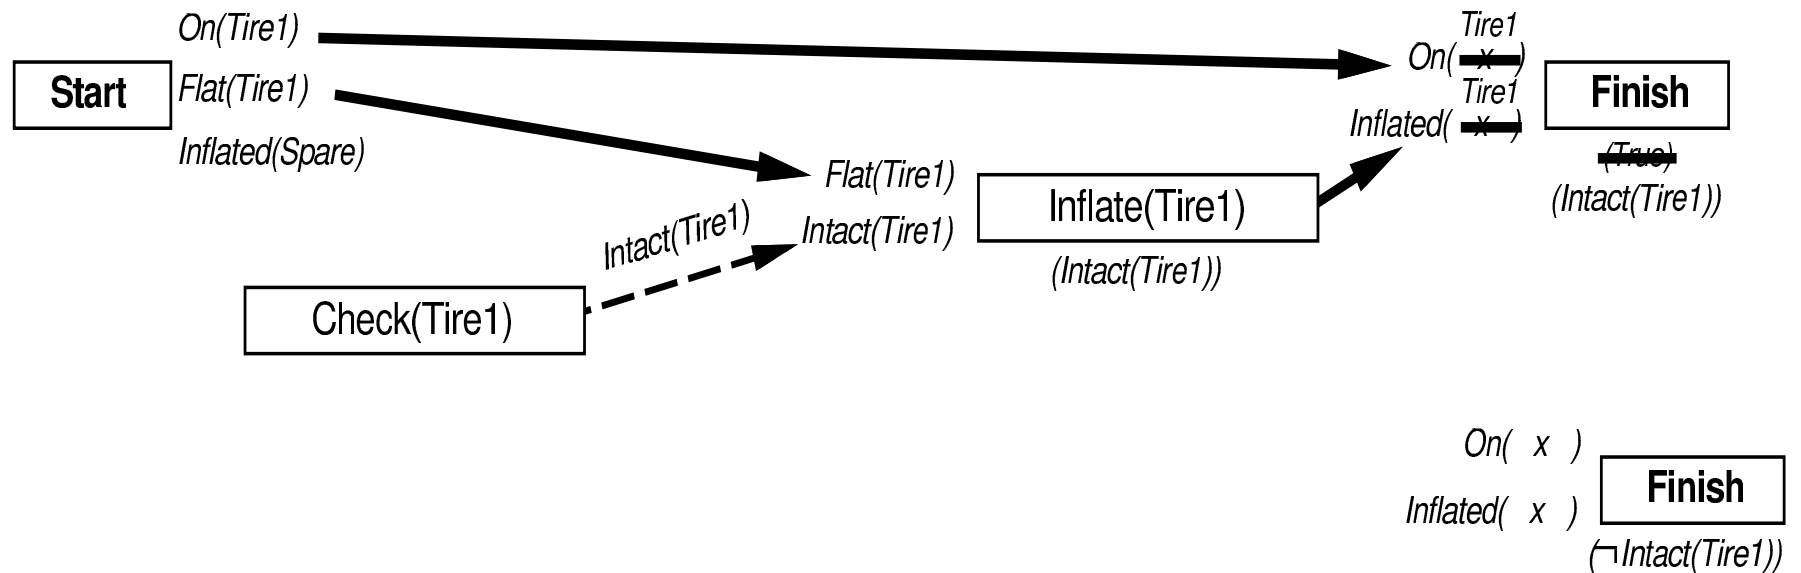 On(Tire1)
Start
Flat(Tire1)
Inflated(Spare)
Tire1
On( x )
Tire1
Inflated( x )
Finish
(True)
(Intact(Tire1))
Flat(Tire1)
Intact(Tire1)
Inflate(Tire1)
(Intact(Tire1))
Intact(Tire1)
Check(Tire1)
On( x )
Inflated( x )
Finish
(¬Intact(Tire1))